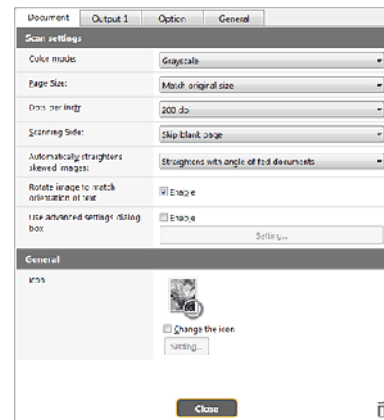 Document Output 1 Option General
Scan settings
Color mode: Grayscale
Page Size: Match original size
Dots per inch: 200 dpi
Scanning Side: Skip blank page
Automatically straightens
skewed images: Straightens with angle of fed documents
Rotate image to match
orientation of text Enable
Use advanced settings dialog
box Enable
Setting...
General
Icon
Change the icon
Setting...
Close